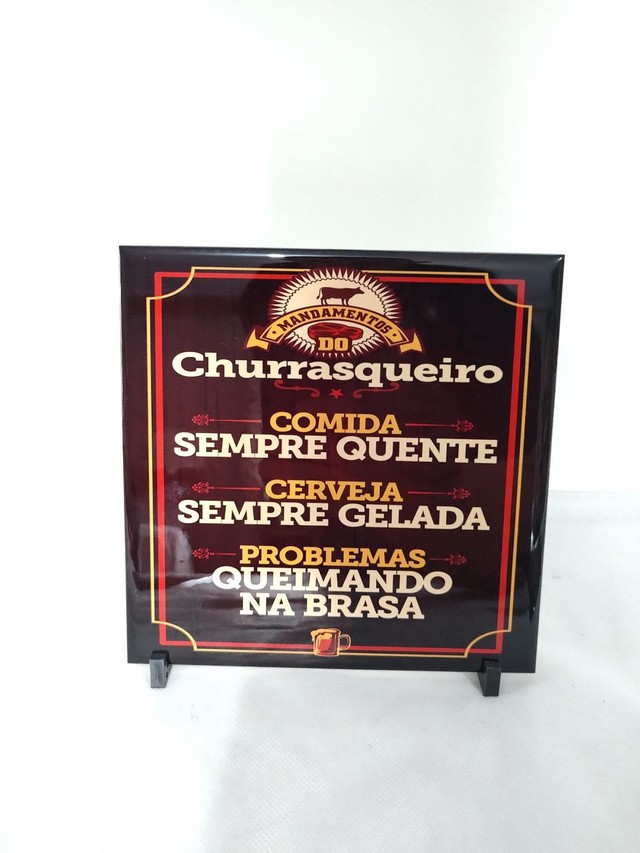 MANDAMENTOS
DO
Churrasqueiro
COMIDA
SEMPRE QUENTE
CERVEJA
SEMPRE GELADA
PROBLEMAS
QUEIMANDO
NA BRASA